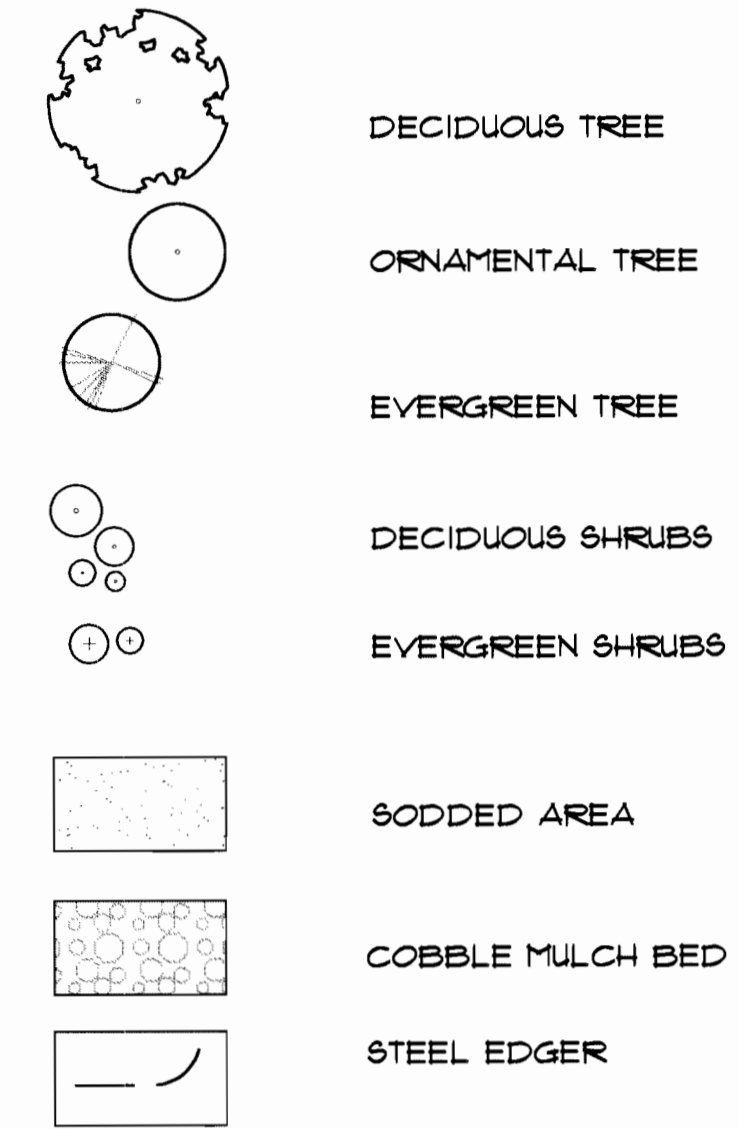 DECIDUOUS TREE
ORNAMENTAL TREE
EVERGREEN TREE
DECIDUOUS SHRUBS
EVERGREEN SHRUBS
SODDED AREA
COBBLE MULCH BED
STEEL EDGER